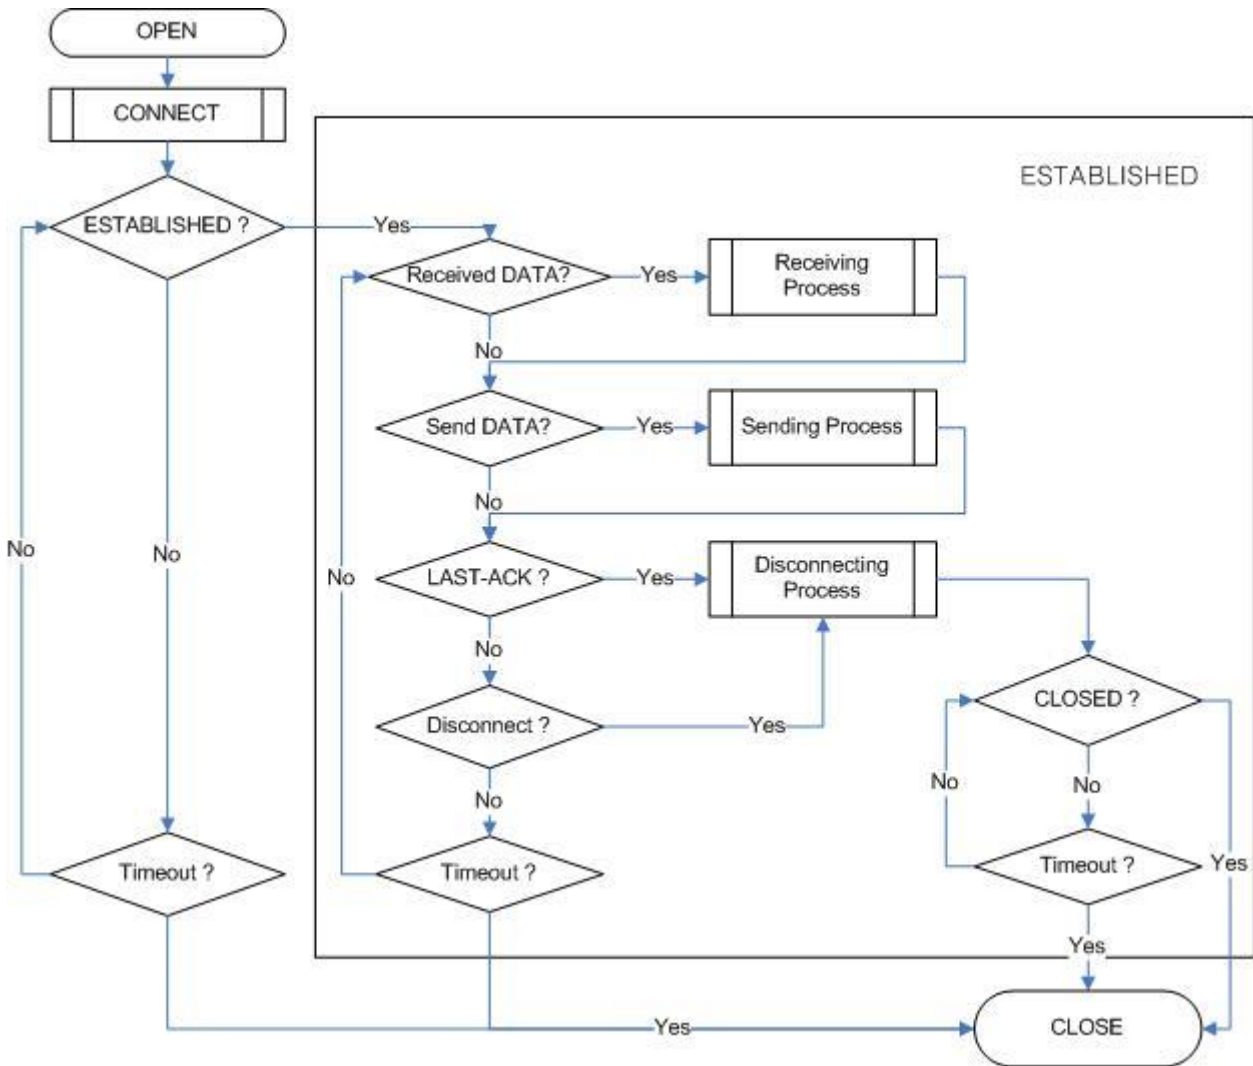 OPEN
CONNECT
ESTABLISHED
ESTABLISHED ?
Yes
Received DATA?
Yes
Receiving
Process
No
Send DATA?
Yes
Sending Process
No
No
No
No
LAST-ACK ?
Yes
Disconnecting
Process
No
Disconnect ?
Yes
CLOSED ?
No
No
No
Timeout ?
Timeout ?
Timeout ?
Yes
Yes
Yes
CLOSE